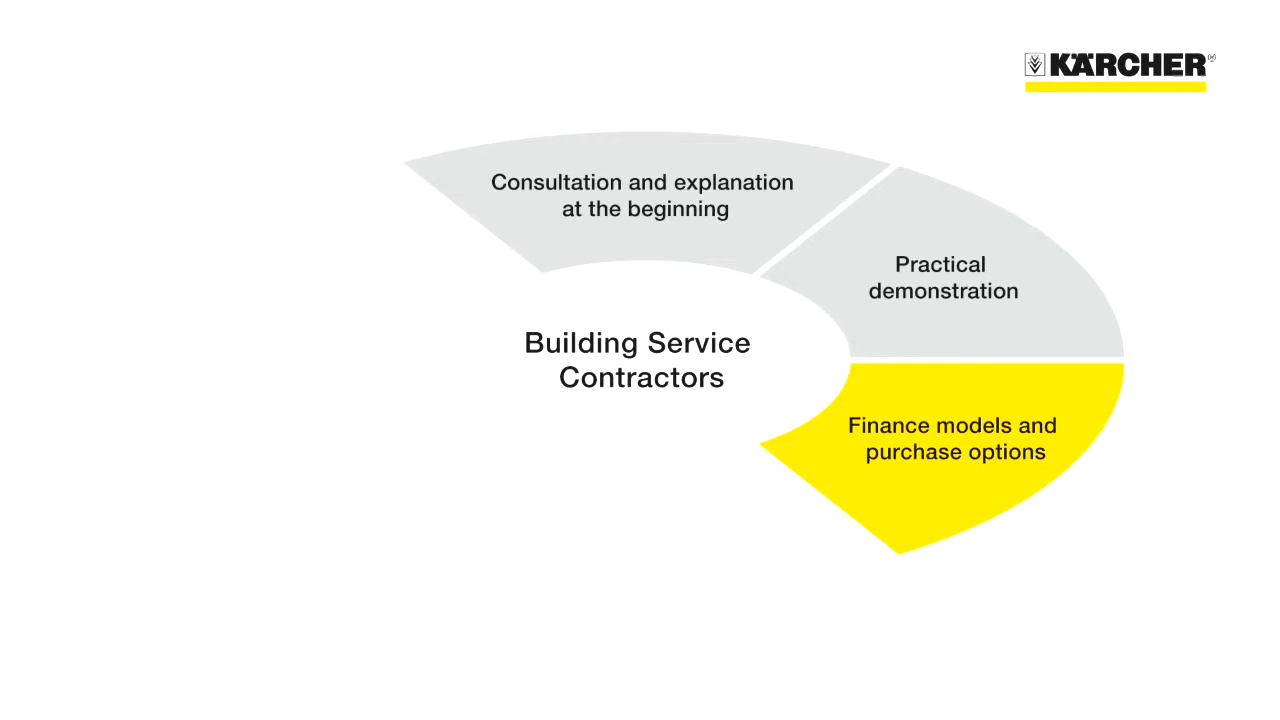 KÄRCHER®
Consultation and explanation
at the beginning
Practical
demonstration
Building Service
Contractors
Finance models and
purchase options